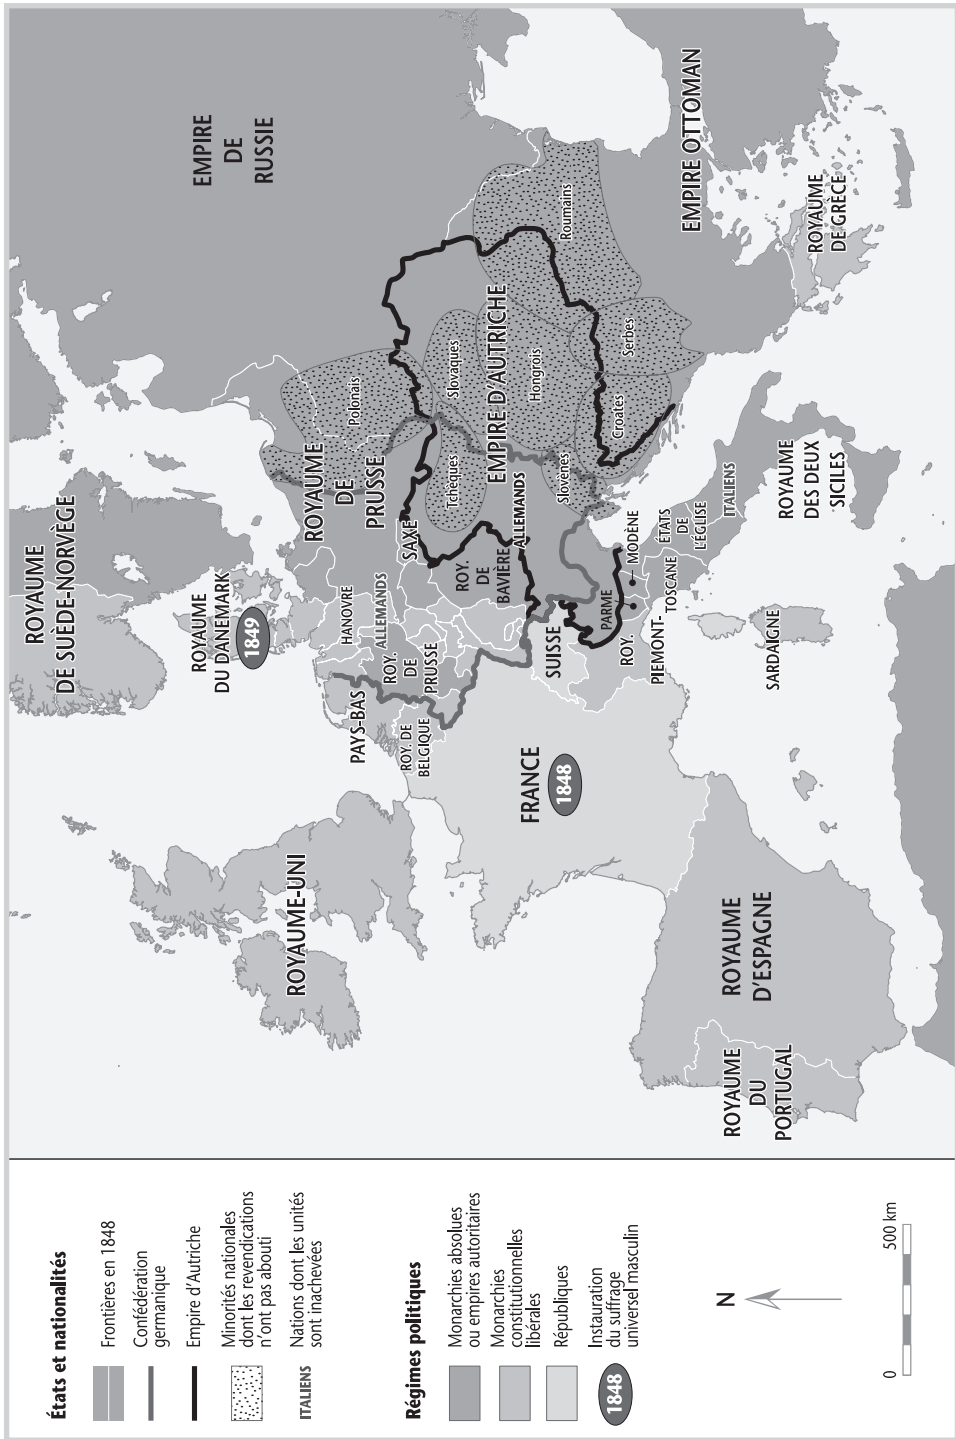 États et nationalités
Frontières en 1848
Confédération
germanique
Empire d'Autriche
Minorités nationales
dont les revendications
n'ont pas abouti
ITALIENS
Nations dont les unités
sont inachevées
Régimes politiques
Monarchies absolues
ou empires autoritaires
Monarchies
constitutionnelles
libérales
Républiques
1848
Instauration
du suffrage
universel masculin
N
0
500 km
ROYAUME
DE SUÈDE-NORVÈGE
ROYAUME
DU DANEMARK
1849
EMPIRE
DE
RUSSIE
ROYAUME-UNI
PAYS-BAS
ROY. DE
BELGIQUE
HANOVRE
ALLEMANDS
ROY.
DE
PRUSSE
ROYAUME
DE
PRUSSE
Polonais
SAXE
ROY.
DE
BAVIÈRE
ALLEMANDS
Tchèques
Slovaques
EMPIRE D'AUTRICHE
Hongrois
Roumains
Slovènes
Croates
Serbes
FRANCE
1848
SUISSE
PARME
MODÈNE
ROY.
PIEMONT-
SARDAIGNE
TOSCANE
ÉTATS
DE
L'ÉGLISE
ITALIENS
ROYAUME
DES DEUX
SICILES
EMPIRE OTTOMAN
ROYAUME
DE GRÈCE
ROYAUME
D'ESPAGNE
ROYAUME
DU
PORTUGAL